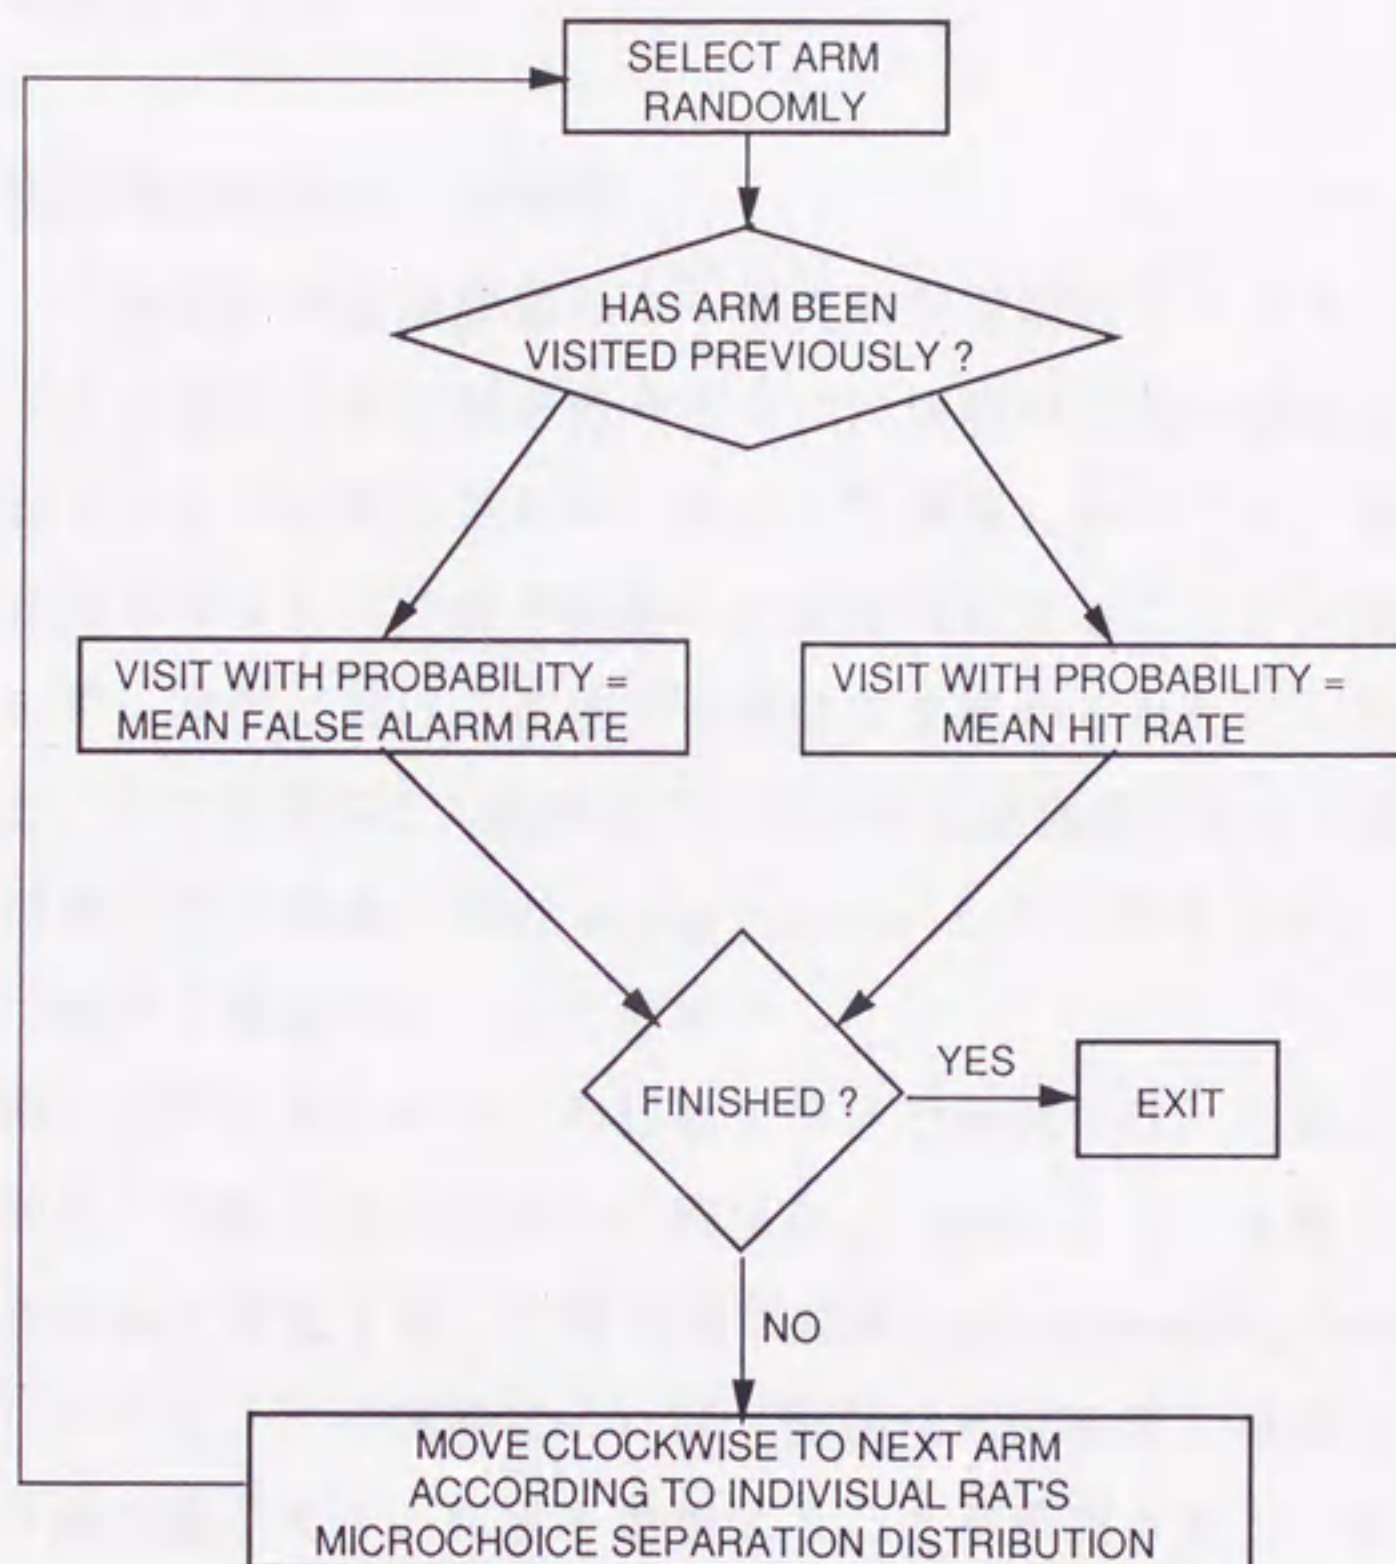 SELECT ARM
RANDOMLY
HAS ARM BEEN
VISITED PREVIOUSLY ?
VISIT WITH PROBABILITY =
MEAN FALSE ALARM RATE
VISIT WITH PROBABILITY =
MEAN HIT RATE
FINISHED ?
YES
EXIT
NO
MOVE CLOCKWISE TO NEXT ARM
ACCORDING TO INDIVISUAL RAT'S
MICROCHOICE SEPARATION DISTRIBUTION